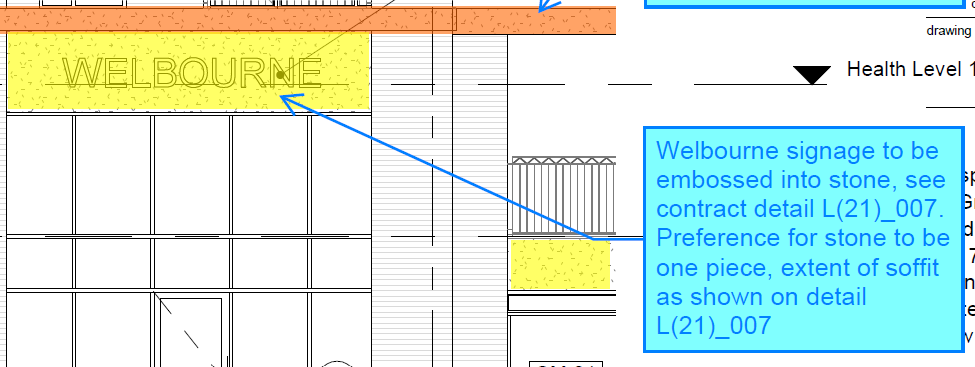 drawing
WELBOURNE
Health Level 1
Welbourne signage to be
embossed into stone, see
contract detail L(21)_007.
Preference for stone to be
one piece, extent of soffit
as shown on detail
L(21)_007